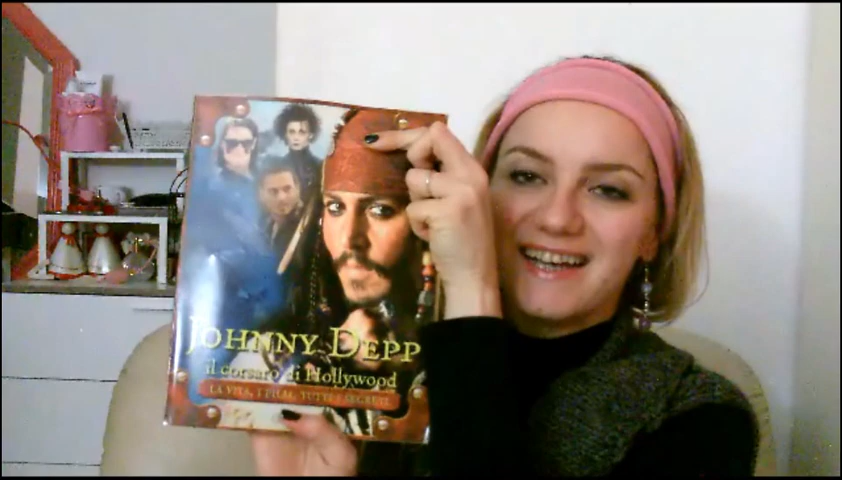 JOHNNY DEPP
il corsaro di Hollywood
LA VITA, I FILM, TUTTI I SEGRETI